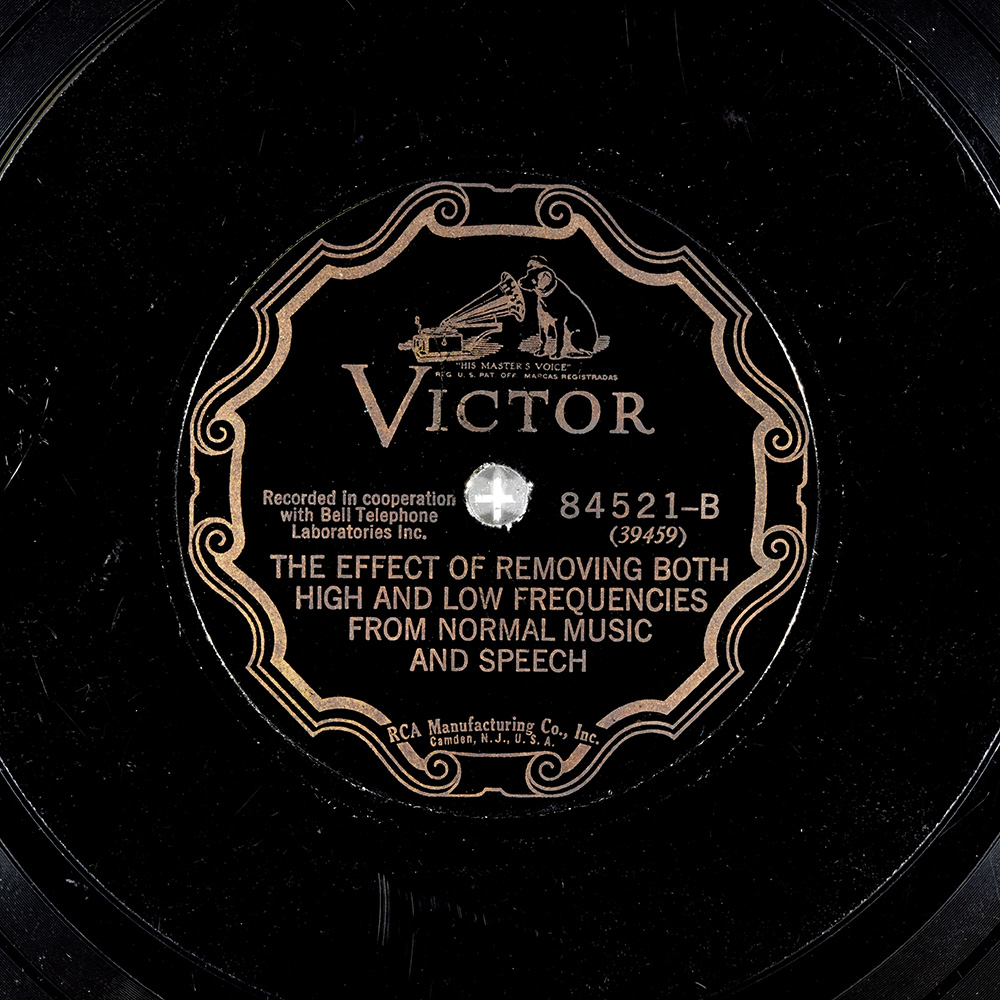 "HIS MASTER'S VOICE"
REG. U. S. PAT. OFF. MARCAS REGISTRADAS
VICTOR
Recorded in cooperation
with Bell Telephone
Laboratories Inc.
84521-B
(39459)
THE EFFECT OF REMOVING BOTH
HIGH AND LOW FREQUENCIES
FROM NORMAL MUSIC
AND SPEECH
RCA Manufacturing Co., Inc.
Camden, N.J., U.S.A.